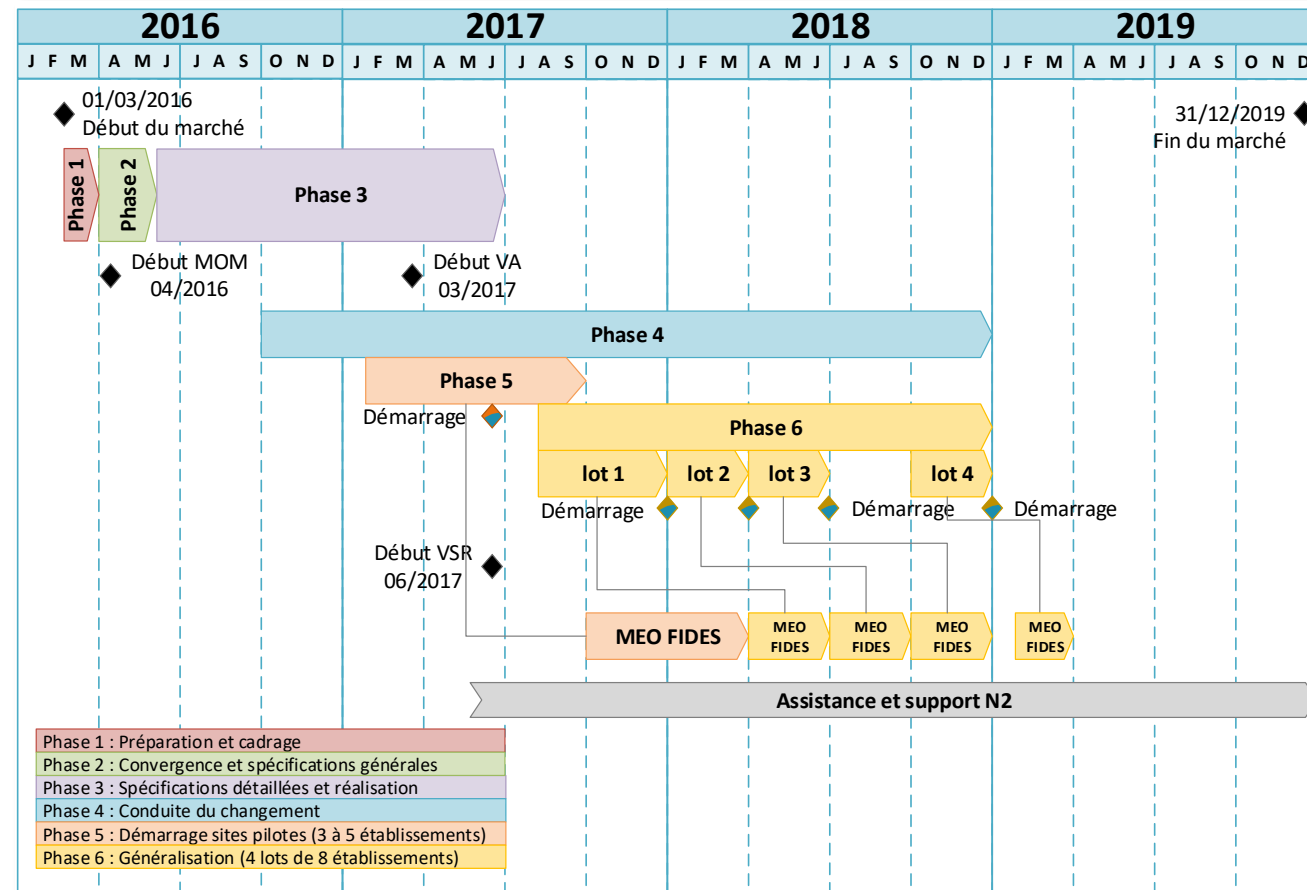 2016 2017 2018 2019
J F M A M J J A S O N D J F M A M J J A S O N D J F M A M J J A S O N D J F M A M J J A S O N D
01/03/2016
Début du marché
31/12/2019
Fin du marché
Phase 1
Phase 2
Phase 3
Début MOM
04/2016
Début VA
03/2017
Phase 4
Phase 5
Démarrage
Phase 6
lot 1 lot 2 lot 3 lot 4
Démarrage Démarrage Démarrage
Début VSR
06/2017
MEO FIDES
MEO
FIDES
MEO
FIDES
MEO
FIDES
MEO
FIDES
Assistance et support N2
Phase 1 : Préparation et cadrage
Phase 2 : Convergence et spécifications générales
Phase 3 : Spécifications détaillées et réalisation
Phase 4 : Conduite du changement
Phase 5 : Démarrage sites pilotes (3 à 5 établissements)
Phase 6 : Généralisation (4 lots de 8 établissements)